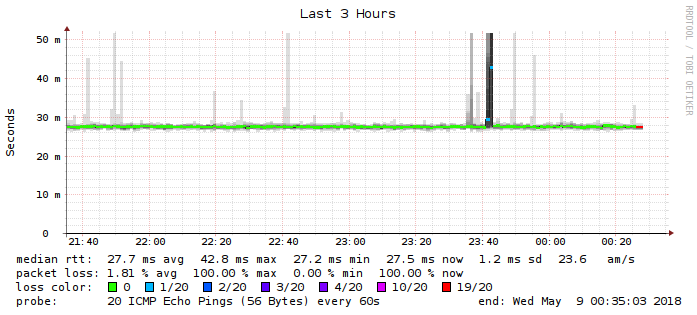 Last 3 Hours
RRDTOOL / TOBI OETIKER
Seconds
50 m
40 m
30 m
20 m
10 m
0
21:40 22:00 22:20 22:40 23:00 23:20 23:40 00:00 00:20
median rtt: 27.7 ms avg 42.8 ms max 27.2 ms min 27.5 ms now 1.2 ms sd 23.6 am/s
packet loss: 1.81 % avg 100.00 % max 0.00 % min 100.00 % now
loss color: 0 1/20 2/20 3/20 4/20 10/20 19/20
probe: 20 ICMP Echo Pings (56 Bytes) every 60s end: Wed May 9 00:35:03 2018